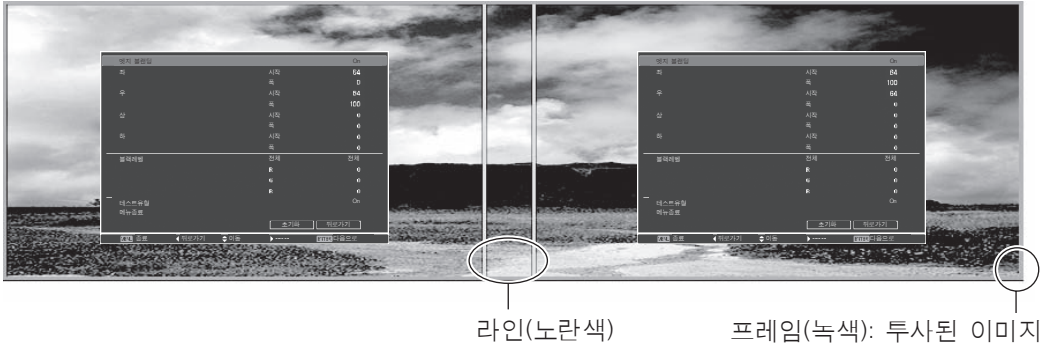 엣지 블랜딩 On
좌 시작 64
폭 0
우 시작 64
폭 100
상 시작 0
폭 0
하 시작 0
폭 0
블랙레벨 전체 전체
R 0
G 0
B 0
테스트유형 On
메뉴종료
초기화 뒤로가기
종료 뒤로가기 이동 ----- 다음으로
엣지 블랜딩 On
좌 시작 64
폭 100
우 시작 64
폭 0
상 시작 0
폭 0
하 시작 0
폭 0
블랙레벨 전체 전체
R 0
G 0
B 0
테스트유형 On
메뉴종료
초기화 뒤로가기
종료 뒤로가기 이동 ----- 다음으로
라인(노란색)
프레임(녹색): 투사된 이미지